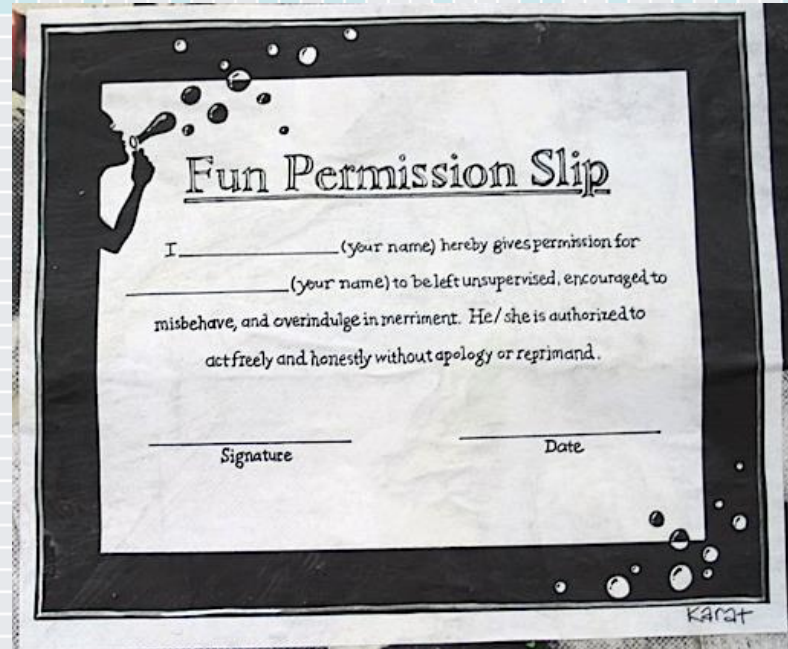 Fun Permission Slip
I________________(your name) hereby gives permission for
________________(your name) to be left unsupervised, encouraged to
misbehave, and overindulge in merriment. He/she is authorized to
act freely and honestly without apology or reprimand.
Signature Date
Karat